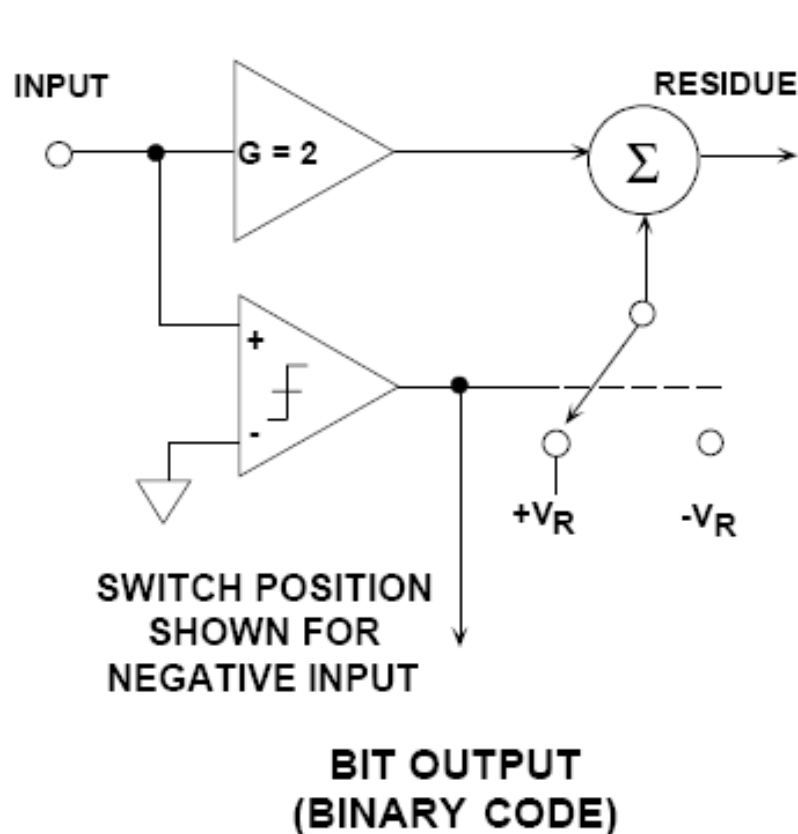 INPUT
RESIDUE
G = 2
Σ
+
-
+VR
-VR
SWITCH POSITION
SHOWN FOR
NEGATIVE INPUT
BIT OUTPUT
(BINARY CODE)